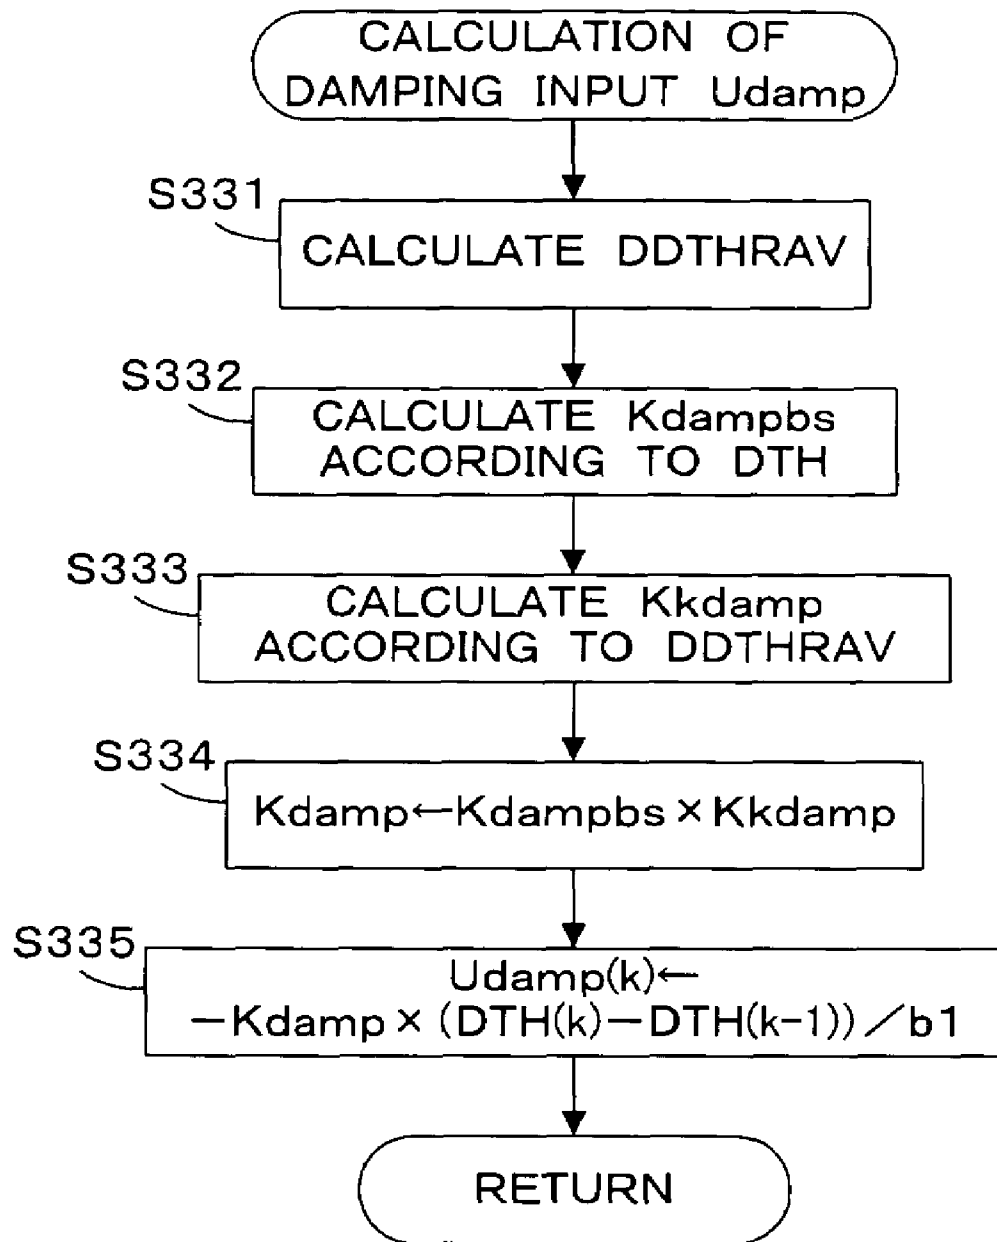 CALCULATION OF
DAMPING INPUT Udamp
S331
CALCULATE DDTHRAV
S332
CALCULATE Kdampbs
ACCORDING TO DTH
S333
CALCULATE Kkdamp
ACCORDING TO DDTHRAV
S334
Kdamp←Kdampbs×Kkdamp
S335
Udamp(k)←
−Kdamp×(DTH(k)−DTH(k-1))/b1
RETURN